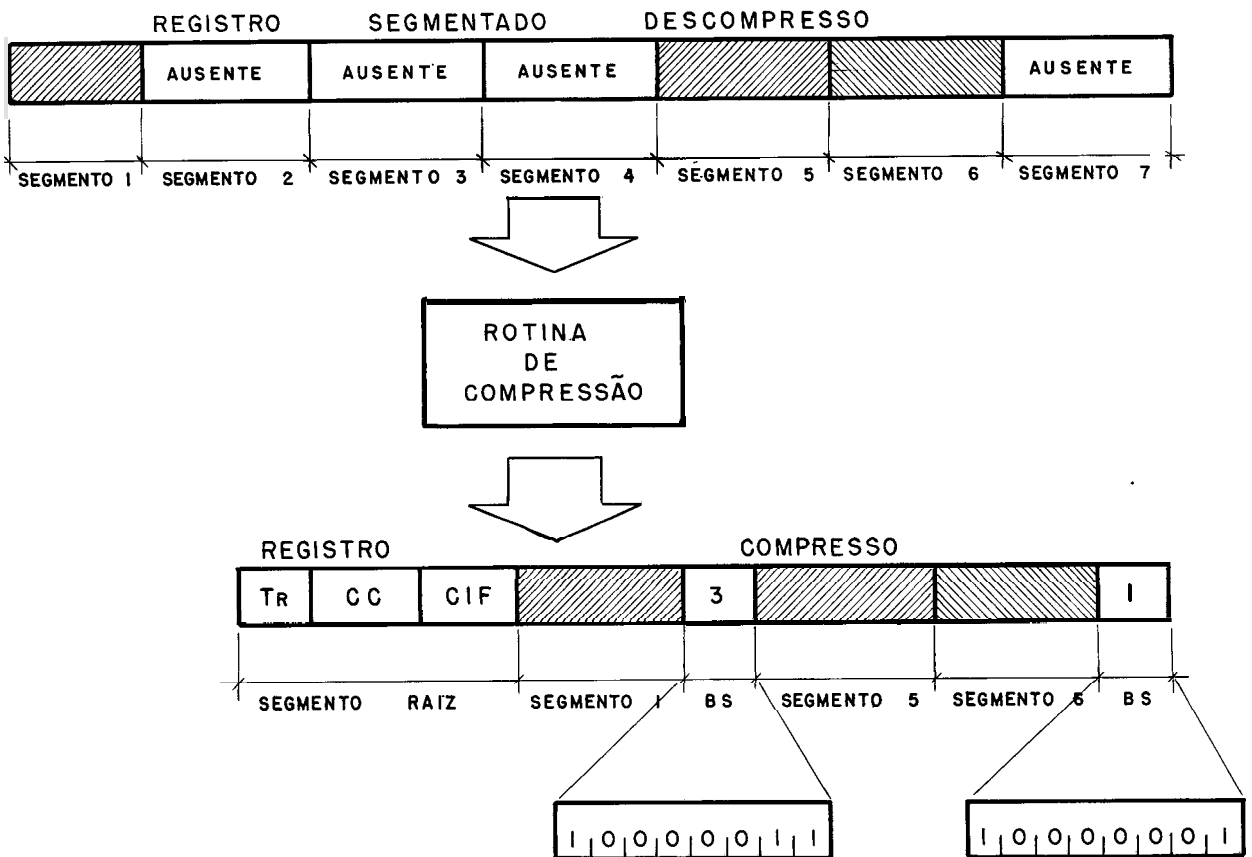 REGISTRO SEGMENTADO DESCOMPRESSO
AUSENTE AUSENTE AUSENTE AUSENTE
SEGMENTO 1 SEGMENTO 2 SEGMENTO 3 SEGMENTO 4 SEGMENTO 5 SEGMENTO 6 SEGMENTO 7
ROTINA
DE
COMPRESSÃO
REGISTRO COMPRESSO
TR CC CIF 3 1
SEGMENTO RAÍZ SEGMENTO 1 BS SEGMENTO 5 SEGMENTO 6 BS
1 0 0 0 0 0 1 1 1 0 0 0 0 0 0 1